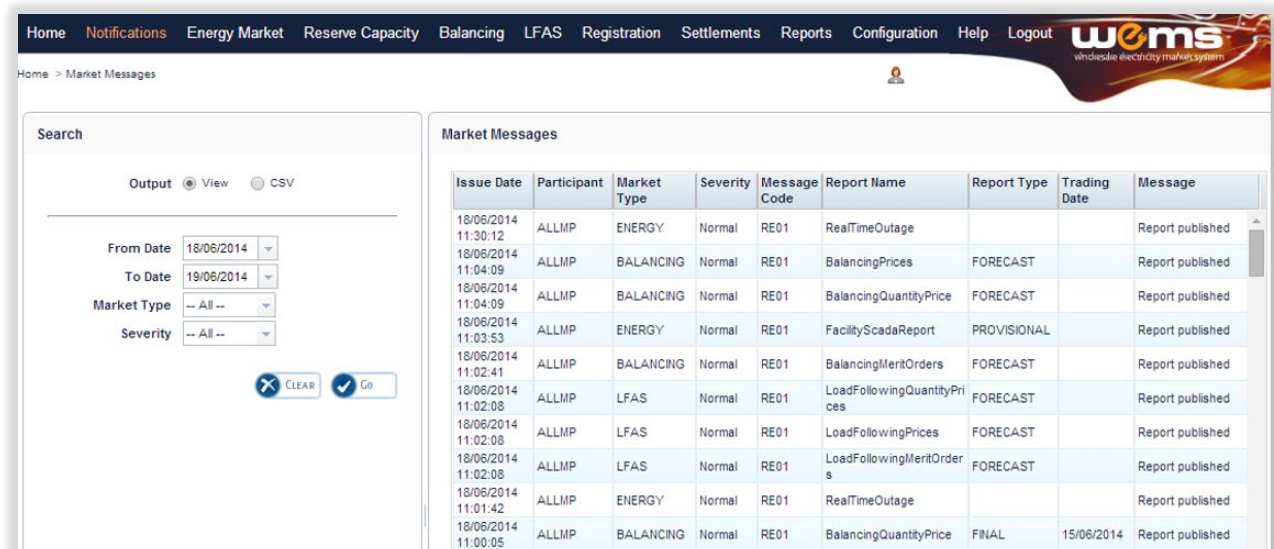 Home Notifications Energy Market Reserve Capacity Balancing LFAS Registration Settlements Reports Configuration Help Logout
wems
wholesale electricity market system
Home > Market Messages
Search
Output View CSV
From Date 18/06/2014
To Date 19/06/2014
Market Type -- All --
Severity -- All --
CLEAR GO
Market Messages
Issue Date Participant Market Type Severity Message Code Report Name Report Type Trading Date Message
18/06/2014 11:30:12 ALLMP ENERGY Normal RE01 RealTimeOutage Report published
18/06/2014 11:04:09 ALLMP BALANCING Normal RE01 BalancingPrices FORECAST Report published
18/06/2014 11:04:09 ALLMP BALANCING Normal RE01 BalancingQuantityPrice FORECAST Report published
18/06/2014 11:03:53 ALLMP ENERGY Normal RE01 FacilityScadaReport PROVISIONAL Report published
18/06/2014 11:02:41 ALLMP BALANCING Normal RE01 BalancingMeritOrders FORECAST Report published
18/06/2014 11:02:08 ALLMP LFAS Normal RE01 LoadFollowingQuantityPrices FORECAST Report published
18/06/2014 11:02:08 ALLMP LFAS Normal RE01 LoadFollowingPrices FORECAST Report published
18/06/2014 11:02:08 ALLMP LFAS Normal RE01 LoadFollowingMeritOrders FORECAST Report published
18/06/2014 11:01:42 ALLMP ENERGY Normal RE01 RealTimeOutage Report published
18/06/2014 11:00:05 ALLMP BALANCING Normal RE01 BalancingQuantityPrice FINAL 15/06/2014 Report published